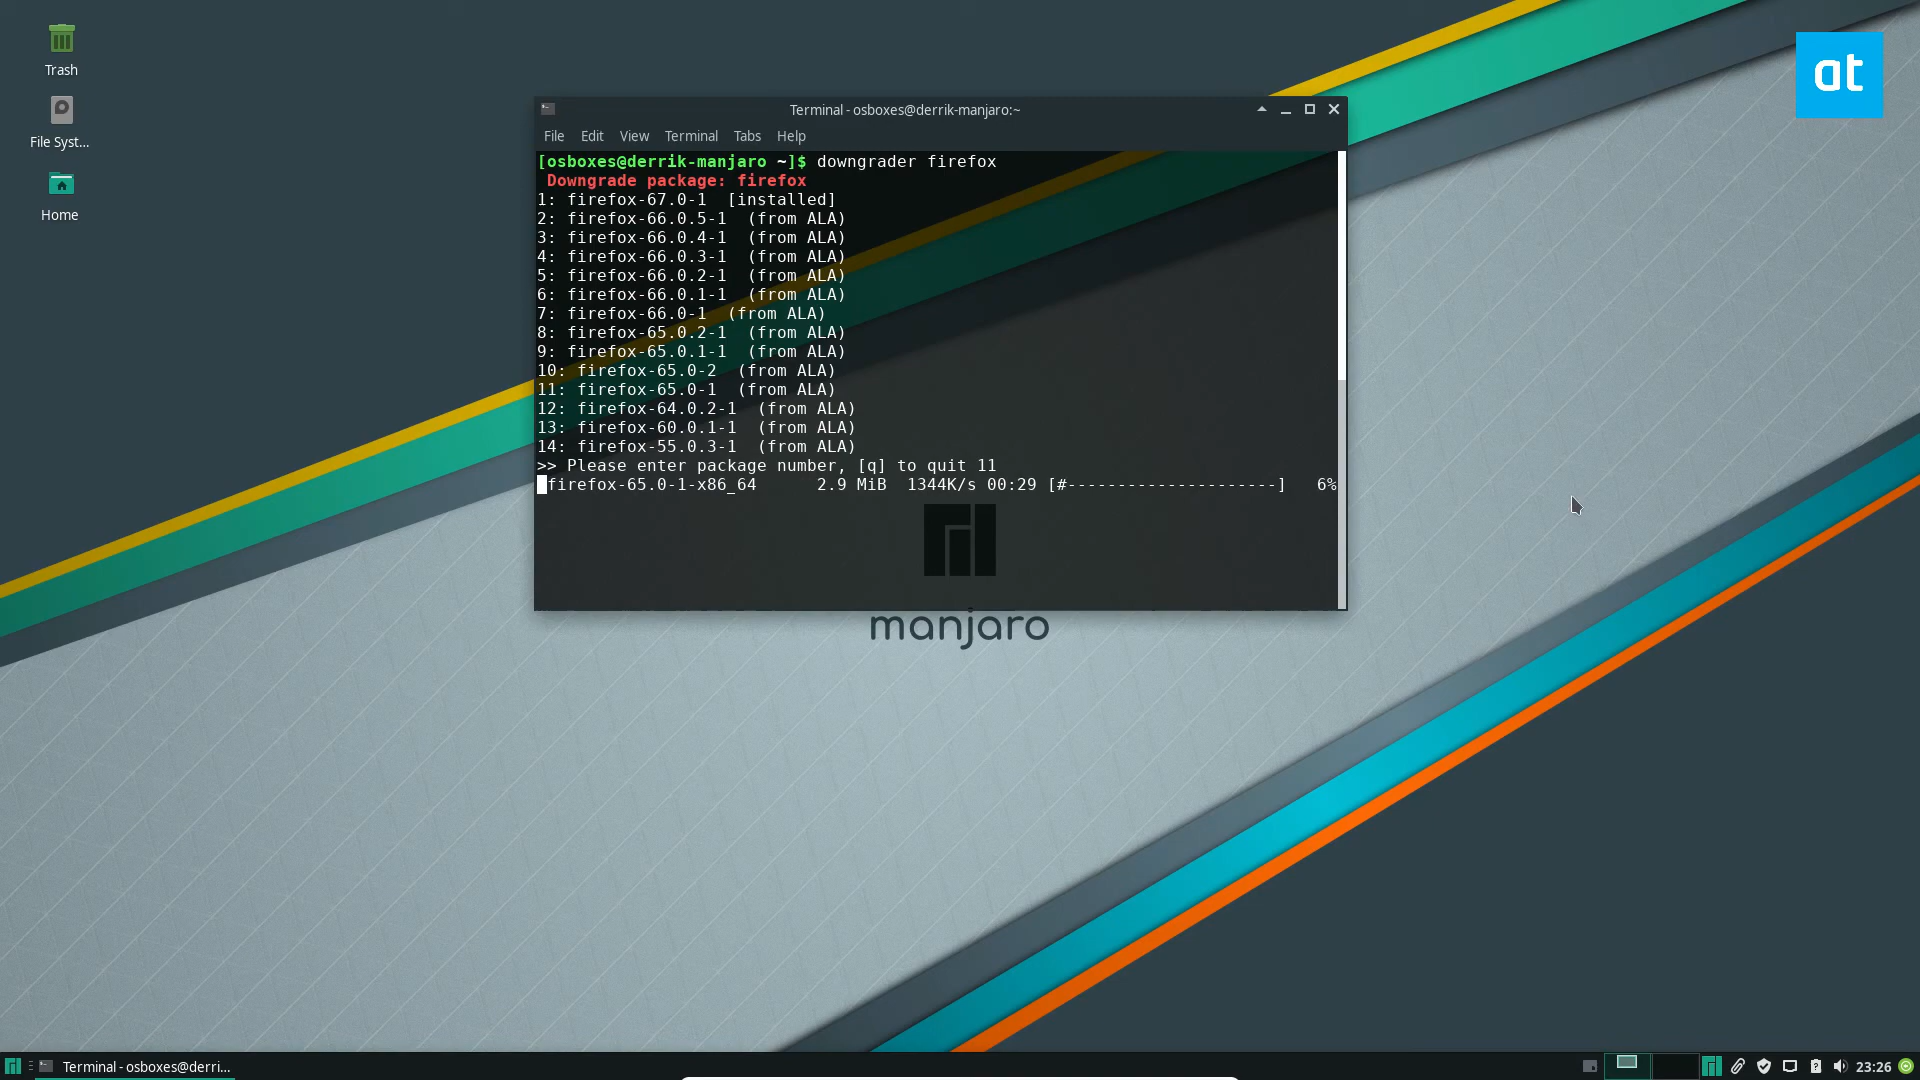 Trash
File Syst...
Home
at
Terminal - osboxes@derrik-manjaro:~
File Edit View Terminal Tabs Help
[osboxes@derrik-manjaro ~]$ downgrader firefox
Downgrade package: firefox
1: firefox-67.0-1 [installed]
2: firefox-66.0.5-1 (from ALA)
3: firefox-66.0.4-1 (from ALA)
4: firefox-66.0.3-1 (from ALA)
5: firefox-66.0.2-1 (from ALA)
6: firefox-66.0.1-1 (from ALA)
7: firefox-66.0-1 (from ALA)
8: firefox-65.0.2-1 (from ALA)
9: firefox-65.0.1-1 (from ALA)
10: firefox-65.0-2 (from ALA)
11: firefox-65.0-1 (from ALA)
12: firefox-64.0.2-1 (from ALA)
13: firefox-60.0.1-1 (from ALA)
14: firefox-55.0.3-1 (from ALA)
>> Please enter package number, [q] to quit 11
firefox-65.0-1-x86_64 2.9 MiB 1344K/s 00:29 [#---------------------] 6%
manjaro
Terminal - osboxes@derri...
23:26